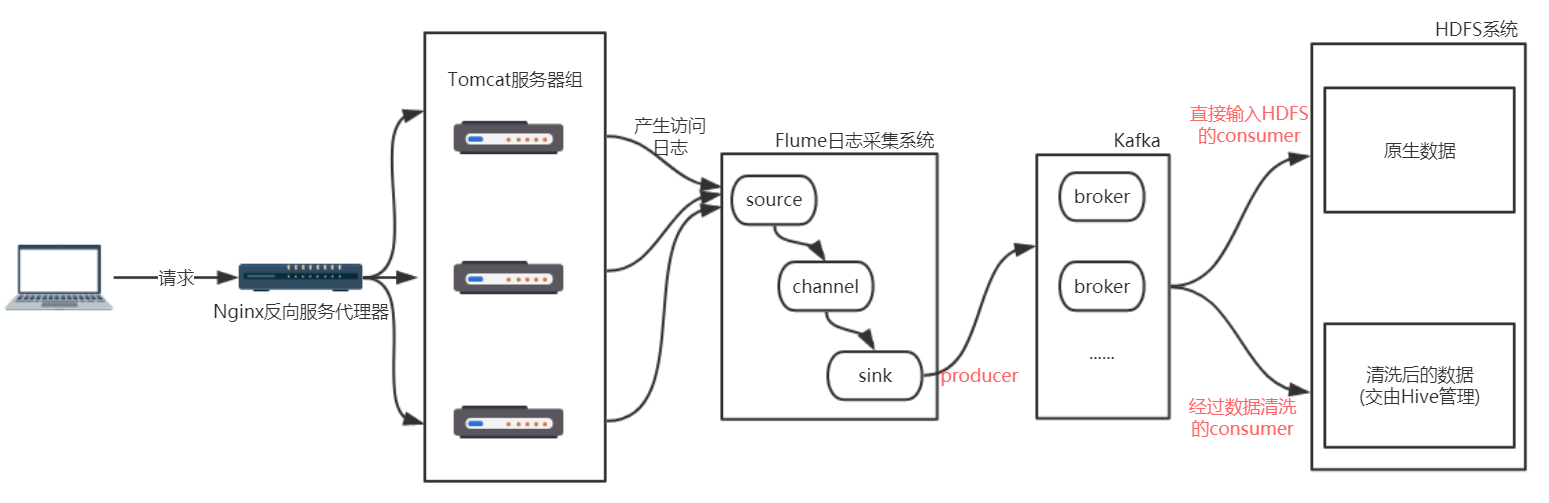 请求
Nginx反向服务代理器
Tomcat服务器组
产生访问
日志
Flume日志采集系统
source
channel
sink
producer
Kafka
broker
broker
......
直接输入HDFS
的consumer
经过数据清洗
的consumer
HDFS系统
原生数据
清洗后的数据
(交由Hive管理)